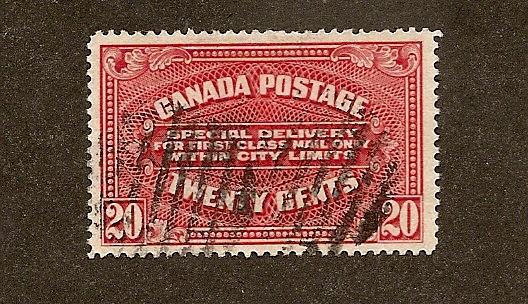 CANADA POSTAGE
SPECIAL DELIVERY
FOR FIRST CLASS MAIL ONLY
WITHIN CITY LIMITS
TWENTY CENTS
20 20